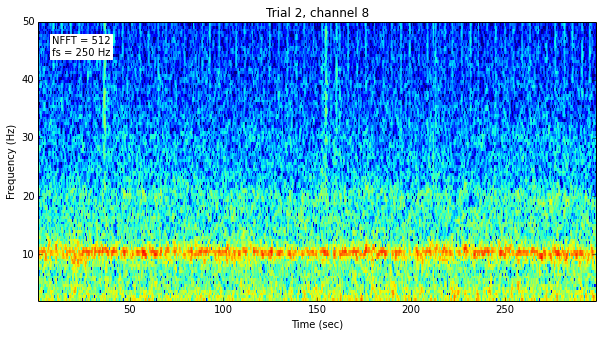 Trial 2, channel 8
NFFT = 512
fs = 250 Hz
50
40
30
20
10
Frequency (Hz)
50
100
150
200
250
Time (sec)